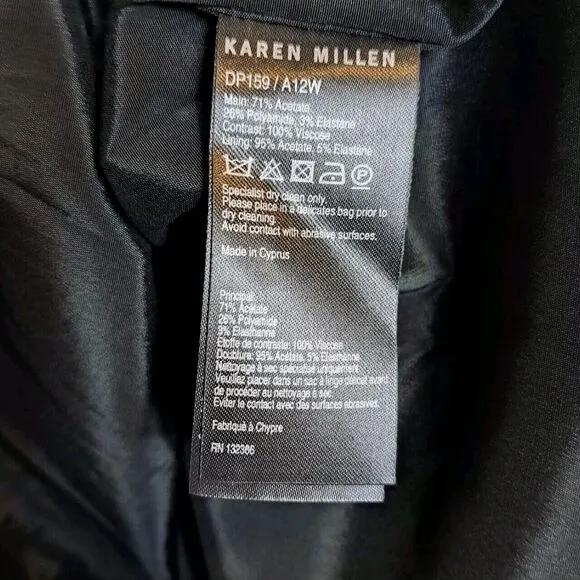 KAREN MILLEN
DP159 / A12W
Main: 71% Acetate
26% Polyamide, 3% Elastane
Contrast: 100% Viscose
Lining: 95% Acetate, 5% Elastane
P
Specialist dry clean only
Please place in a delicates bag prior to
dry cleaning.
Avoid contact with abrasive surfaces.
Made in Cyprus
Principal:
71% Acétate
26% Polyamide
3% Elasthanne
Etoffe de contraste: 100% Viscose
Doublure: 95% Acétate, 5% Elasthanne
Nettoyage à sec spécialisé uniquement
Veuillez placer dans un sac à linge délicat avant
de procéder au nettoyage à sec
Eviter le contact avec des surfaces abrasives.
Fabriqué à Chypre
RN 132366